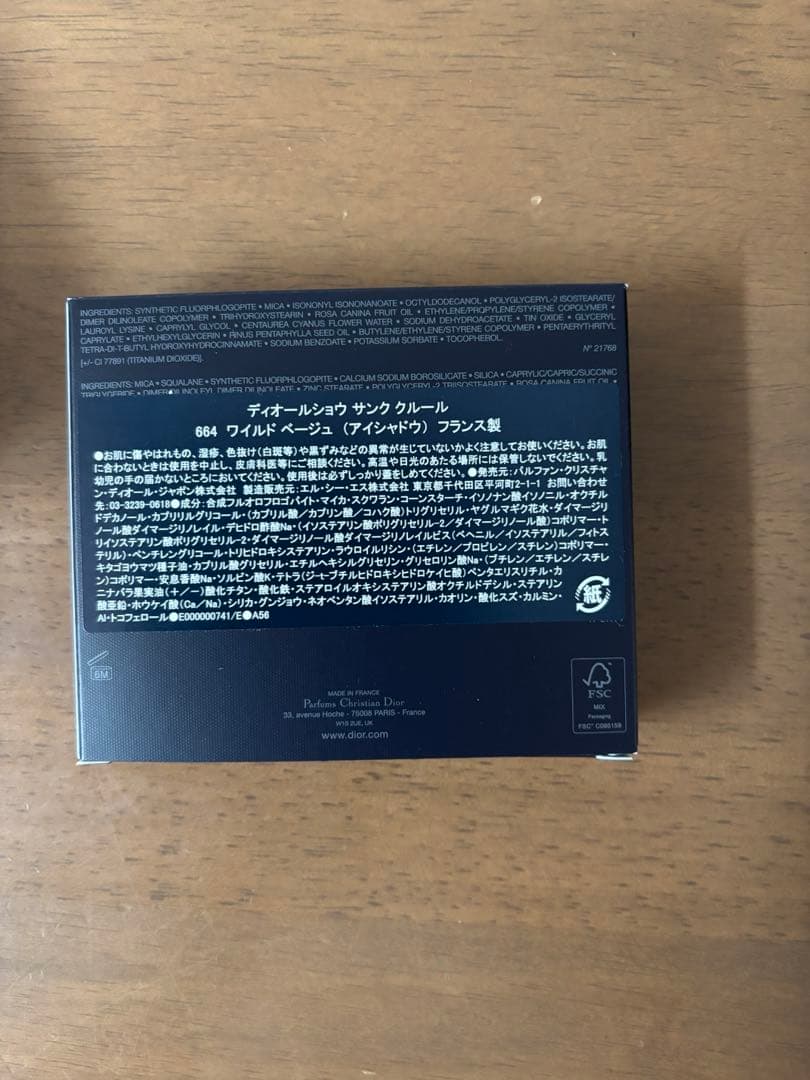 INGREDIENTS: SYNTHETIC FLUORPHLOGOPITE • MICA • ISONONYL ISONONANOATE • OCTYLDODECANOL • POLYGLYCERYL-2 ISOSTEARATE/
DIMER DILINOLEATE COPOLYMER • TRIHYDROXYSTEARIN • ROSA CANINA FRUIT OIL • ETHYLENE/PROPYLENE/STYRENE COPOLYMER •
LAUROYL LYSINE • CAPRYLYL GLYCOL • CENTAUREA CYANUS FLOWER WATER • SODIUM DEHYDROACETATE • TIN OXIDE • GLYCERYL
CAPRYLATE • ETHYLHEXYLGLYCERIN • RINUS PENTAPHYLLA SEED OIL • BUTYLENE/ETHYLENE/STYRENE COPOLYMER • PENTAERYTHRITYL
TETRA-DI-T-BUTYL HYDROXYHYDROCINNAMATE • SODIUM BENZOATE • POTASSIUM SORBATE • TOCOPHEROL.
[+/- CI 77891 (TITANIUM DIOXIDE)].
N° 21768
INGREDIENTS: MICA • SQUALANE • SYNTHETIC FLUORPHLOGOPITE • CALCIUM SODIUM BOROSILICATE • SILICA • CAPRYLIC/CAPRIC/SUCCINIC
TRIGLYCERIDE • DIMER DILINOLEYL DIMER DILINOLEATE • ZINC STEARATE • POLYGLYCERYL-2 TRIISOSTEARATE • ROSA CANINA FRUIT OIL •
ディオールショウ サンク クルール
664 ワイルド ベージュ (アイシャドウ) フランス製
●お肌に傷やはれもの、湿疹、色抜け(白斑等)や黒ずみなどの異常が生じていないかよく注意してお使いください。お肌
に合わないときは使用を中止し、皮膚科医等にご相談ください。高温や日光のあたる場所には保管しないでください。乳
幼児の手の届かないところにおいてください。使用後は必ずしっかり蓋をしめてください。●発売元:パルファン・クリスチャ
ン・ディオール・ジャポン株式会社 製造販売元:エル・シー・エス株式会社 東京都千代田区平河町2-1-1 お問い合わせ
先:03-3239-0618●成分:合成フルオロフロゴパイト・マイカ・スクワラン・コーンスターチ・イソノナン酸イソノニル・オクチル
ドデカノール・カプリリルグリコール・(カプリル酸/カプリン酸/コハク酸)トリグリセリル・ヤグルマギク花水・ダイマージリ
ノール酸ダイマージリノレイル・デヒドロ酢酸Na・(イソステアリン酸ポリグリセリル-2/ダイマージリノール酸)コポリマー・ト
リイソステアリン酸ポリグリセリル-2・ダイマージリノール酸ダイマージリノレイルビス(ベヘニル/イソステアリル/フィトス
テリル)・ペンチレングリコール・トリヒドロキシステアリン・ラウロイルリシン・(エチレン/プロピレン/スチレン)コポリマー・
キタゴヨウマツ種子油・カプリル酸グリセリル・エチルヘキシルグリセリン・グリセロリン酸Na・(ブチレン/エチレン/スチレ
ン)コポリマー・安息香酸Na・ソルビン酸K・テトラ(ジ-t-ブチルヒドロキシヒドロケイヒ酸)ペンタエリスリチル・カ
ニナバラ果実油(+/-)酸化チタン・酸化鉄・ステアロイルオキシステアリン酸オクチルドデシル・ステアリン
酸亜鉛・ホウケイ酸(Ca/Na)・シリカ・グンジョウ・ネオペンタン酸イソステアリル・カオリン・酸化スズ・カルミン・
Al・トコフェロール●E000000741/E●A56
紙
6M
MADE IN FRANCE
Parfums Christian Dior
33, avenue Hoche - 75008 PARIS - France
W1S 2UE, UK
www.dior.com
FSC
MIX
Packaging
FSC® C095159